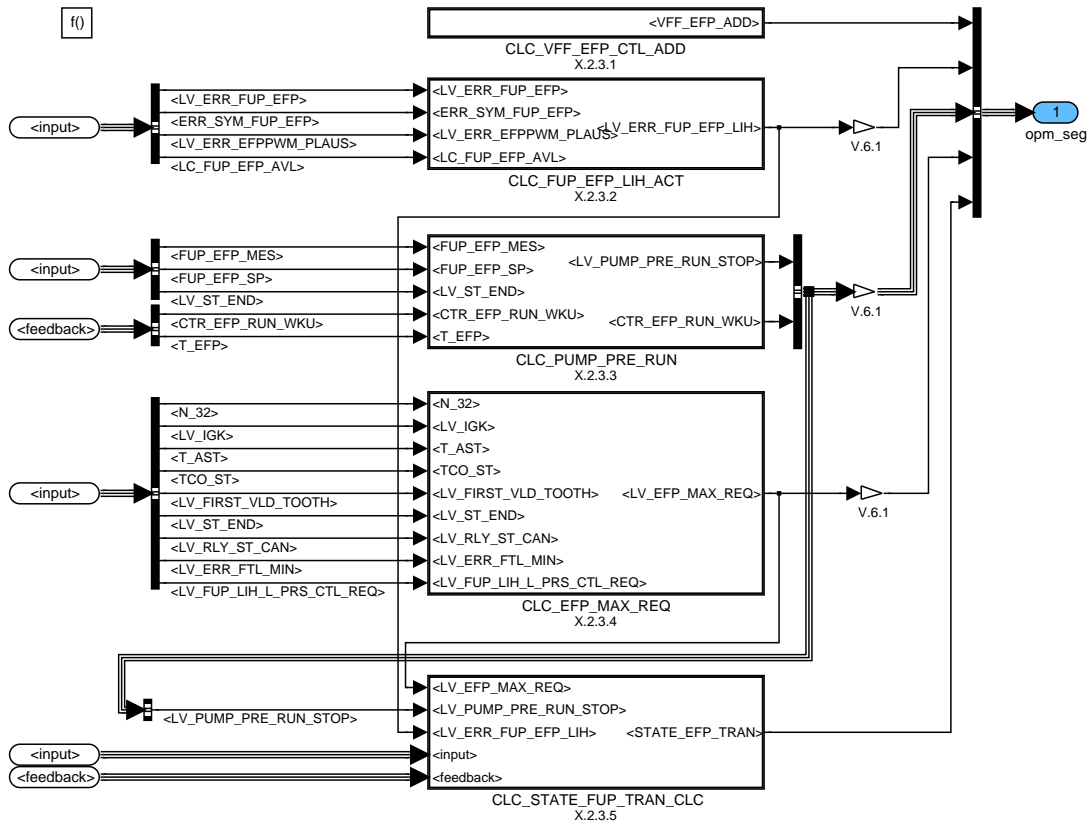 f()
<VFF_EFP_ADD>
CLC_VFF_EFP_CTL_ADD
X.2.3.1
<input>
<LV_ERR_FUP_EFP>
<ERR_SYM_FUP_EFP>
<LV_ERR_EFPPWM_PLAUS>
<LC_FUP_EFP_AVL>
<LV_ERR_FUP_EFP>
<ERR_SYM_FUP_EFP>
<LV_ERR_EFPPWM_PLAUS>
<LC_FUP_EFP_AVL>
<LV_ERR_FUP_EFP_LIH>
CLC_FUP_EFP_LIH_ACT
X.2.3.2
V.6.1
1
opm_seg
<input>
<feedback>
<FUP_EFP_MES>
<FUP_EFP_SP>
<LV_ST_END>
<CTR_EFP_RUN_WKU>
<T_EFP>
<FUP_EFP_MES>
<FUP_EFP_SP>
<LV_ST_END>
<CTR_EFP_RUN_WKU>
<T_EFP>
<LV_PUMP_PRE_RUN_STOP>
<CTR_EFP_RUN_WKU>
CLC_PUMP_PRE_RUN
X.2.3.3
V.6.1
<input>
<N_32>
<LV_IGK>
<T_AST>
<TCO_ST>
<LV_FIRST_VLD_TOOTH>
<LV_ST_END>
<LV_RLY_ST_CAN>
<LV_ERR_FTL_MIN>
<LV_FUP_LIH_L_PRS_CTL_REQ>
<N_32>
<LV_IGK>
<T_AST>
<TCO_ST>
<LV_FIRST_VLD_TOOTH>
<LV_ST_END>
<LV_RLY_ST_CAN>
<LV_ERR_FTL_MIN>
<LV_FUP_LIH_L_PRS_CTL_REQ>
<LV_EFP_MAX_REQ>
CLC_EFP_MAX_REQ
X.2.3.4
V.6.1
<LV_PUMP_PRE_RUN_STOP>
<input>
<feedback>
<LV_EFP_MAX_REQ>
<LV_PUMP_PRE_RUN_STOP>
<LV_ERR_FUP_EFP_LIH>
<input>
<feedback>
<STATE_EFP_TRAN>
CLC_STATE_FUP_TRAN_CLC
X.2.3.5